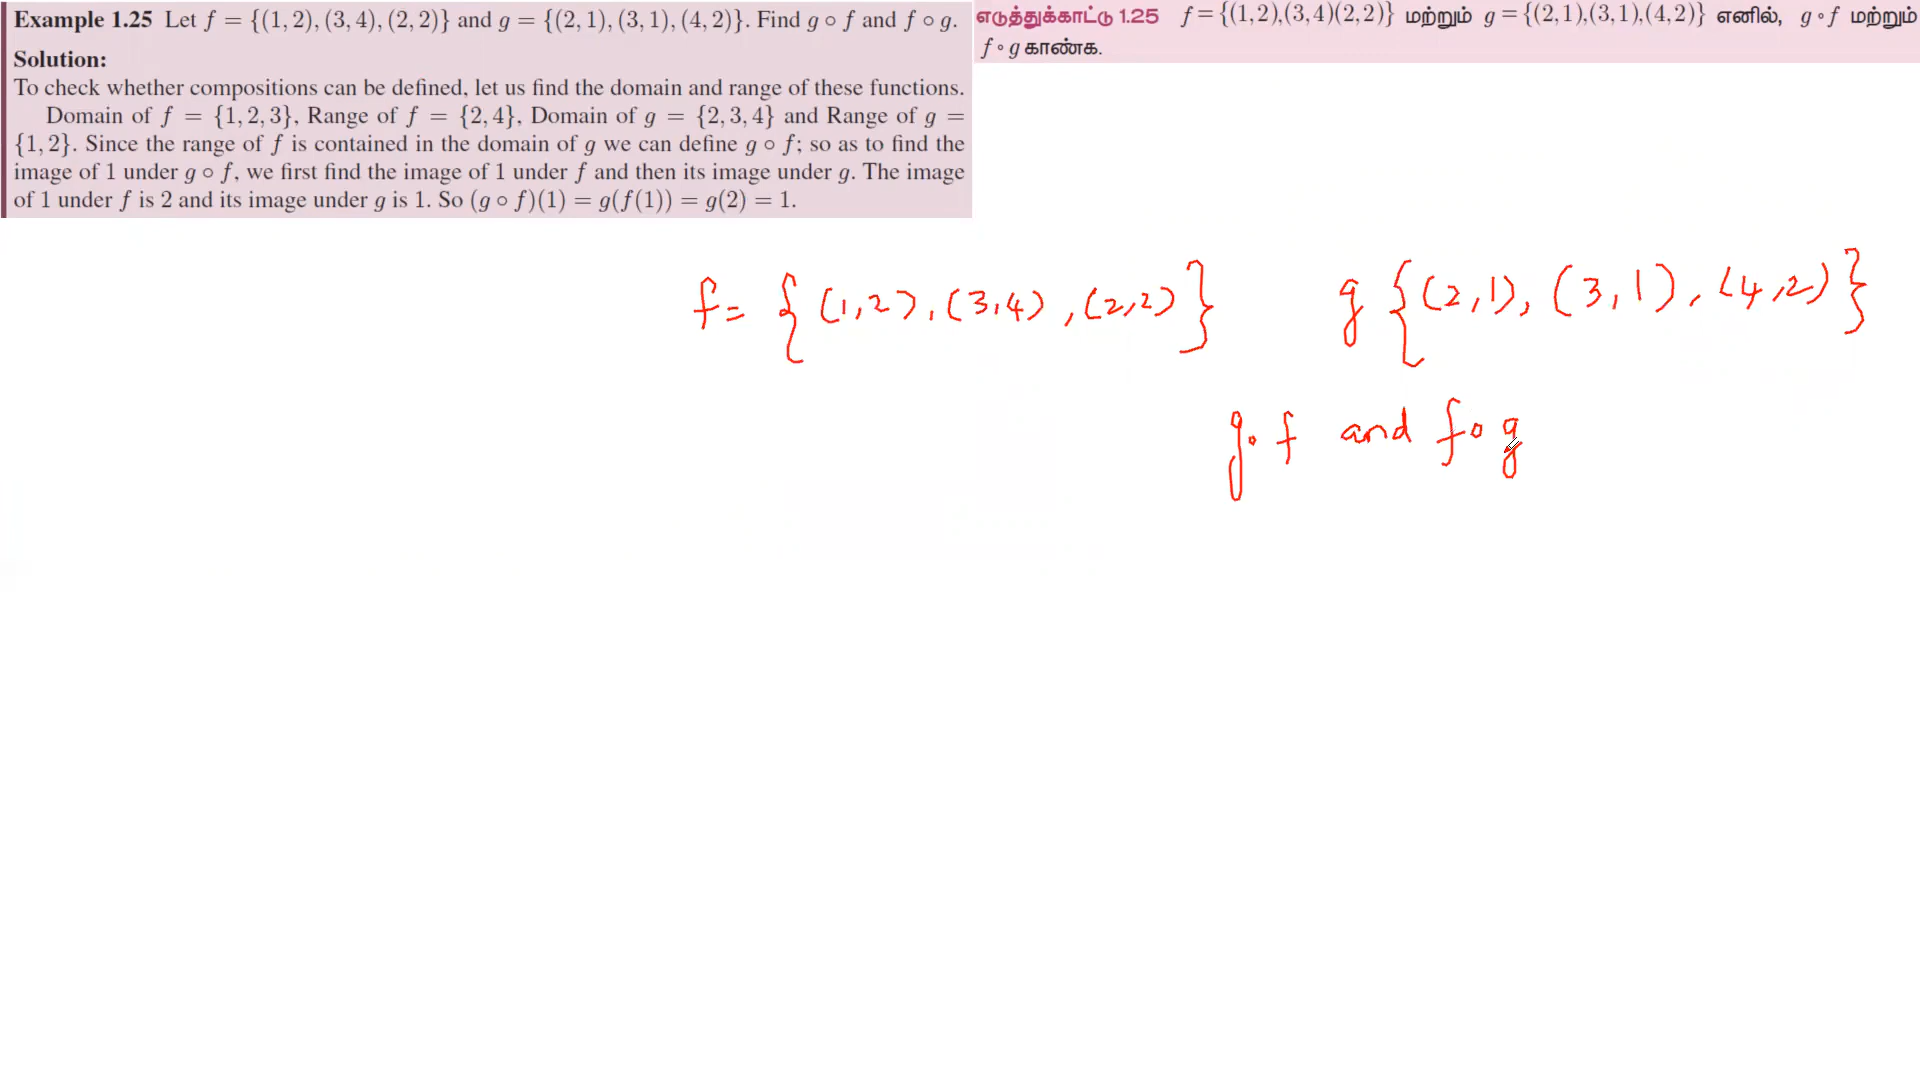 Example 1.25 Let f = {(1, 2), (3, 4), (2, 2)} and g = {(2, 1), (3, 1), (4, 2)}. Find g ∘ f and f ∘ g.
Solution:
To check whether compositions can be defined, let us find the domain and range of these functions.
Domain of f = {1, 2, 3}, Range of f = {2, 4}, Domain of g = {2, 3, 4} and Range of g =
{1, 2}. Since the range of f is contained in the domain of g we can define g ∘ f; so as to find the
image of 1 under g ∘ f, we first find the image of 1 under f and then its image under g. The image
of 1 under f is 2 and its image under g is 1. So (g ∘ f)(1) = g(f(1)) = g(2) = 1.
எடுத்துக்காட்டு 1.25 f = {(1,2),(3,4)(2,2)} மற்றும் g = {(2,1),(3,1),(4,2)} எனில், g∘f மற்றும்
f∘g காண்க.
f = {(1,2), (3,4), (2,2)} g {(2,1), (3,1), (4,2)}
g∘f and f∘g